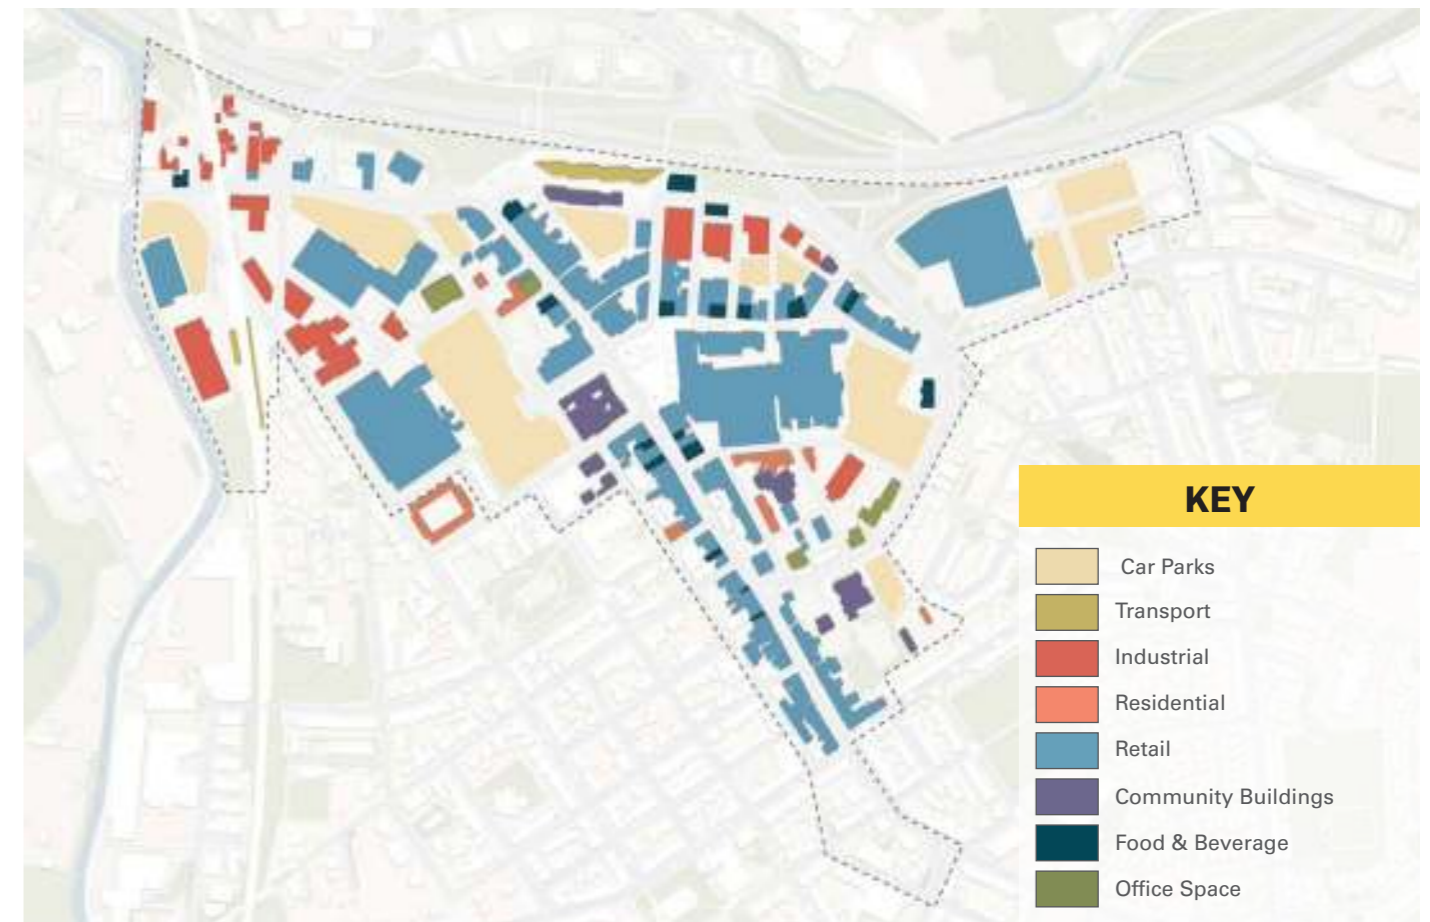 KEY
Car Parks
Transport
Industrial
Residential
Retail
Community Buildings
Food & Beverage
Office Space